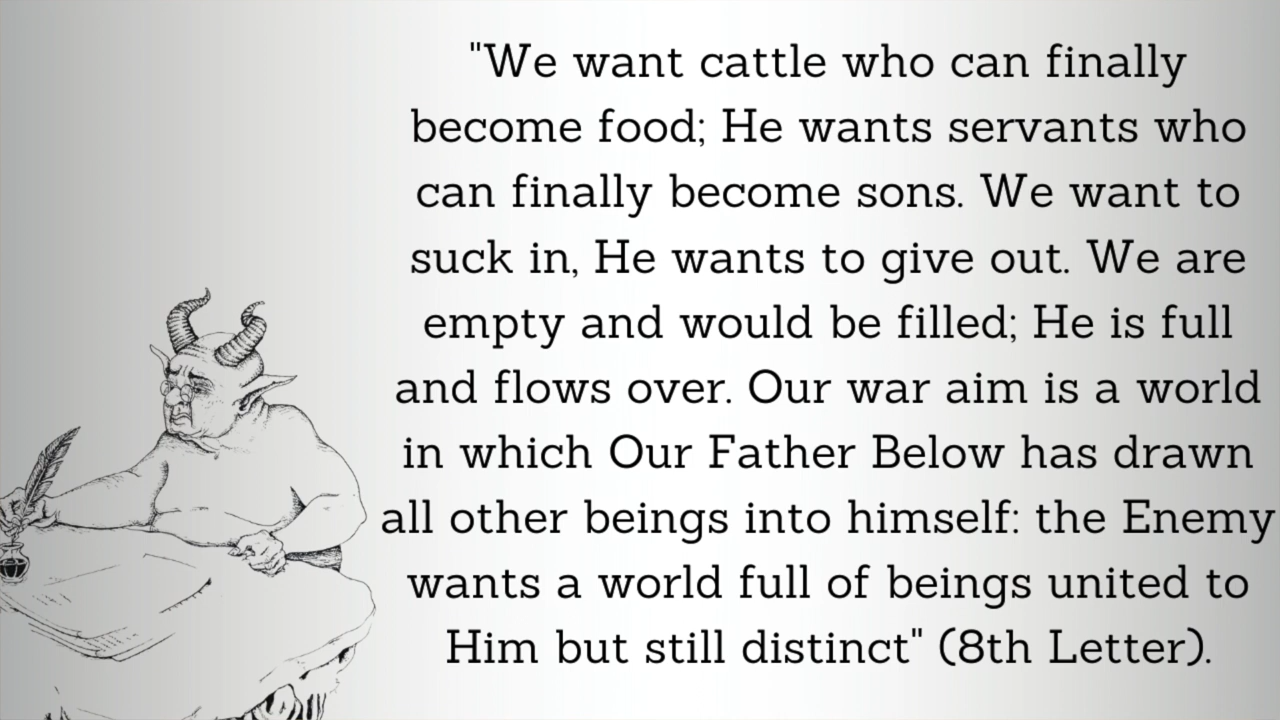 "We want cattle who can finally
become food; He wants servants who
can finally become sons. We want to
suck in, He wants to give out. We are
empty and would be filled; He is full
and flows over. Our war aim is a world
in which Our Father Below has drawn
all other beings into himself: the Enemy
wants a world full of beings united to
Him but still distinct" (8th Letter).